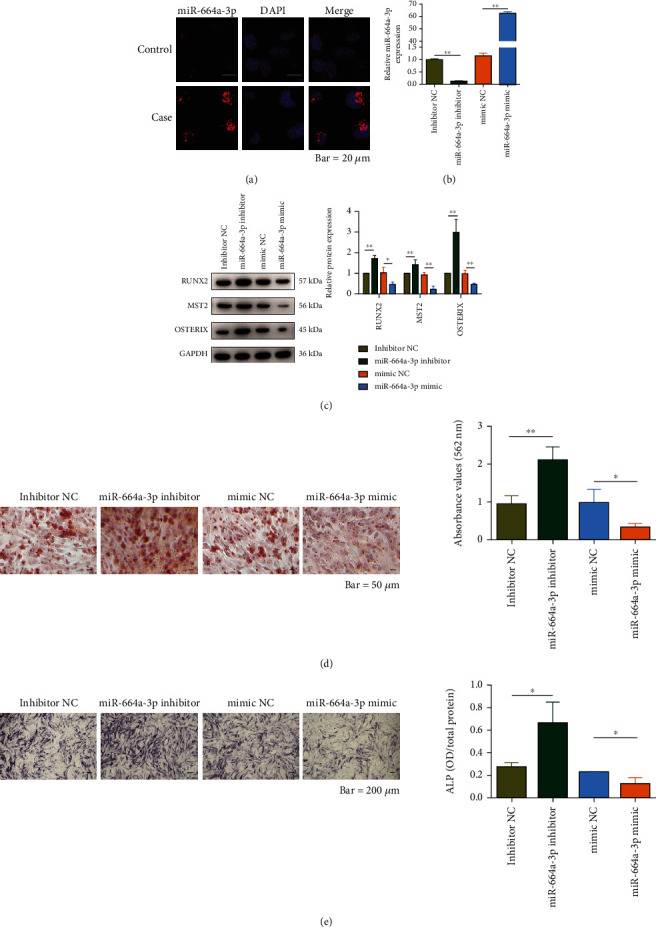 miR-664a-3p DAPI Merge
Control
Case
Bar = 20 μm
(a)
Relative miR-664a-3p
expresssion
70
60
50
40
1.5
1.0
0.5
0.0
** **
Inhibitor NC
miR-664a-3p inhibitor
mimic NC
miR-664a-3p mimic
(b)
Inhibitor NC
miR-664a-3p inhibitor
mimic NC
miR-664a-3p mimic
RUNX2 57 kDa
MST2 56 kDa
OSTERIX 45 kDa
GAPDH 36 kDa
Relative protein expression
4
3
2
1
0
** * ** ** ** **
RUNX2
MST2
OSTERIX
Inhibitor NC
miR-664a-3p inhibitor
mimic NC
miR-664a-3p mimic
(c)
Inhibitor NC miR-664a-3p inhibitor mimic NC miR-664a-3p mimic
Bar = 50 μm
Absorbance values (562 nm)
3
2
1
0
** *
Inhibitor NC
miR-664a-3p inhibitor
mimic NC
miR-664a-3p mimic
(d)
Inhibitor NC miR-664a-3p inhibitor mimic NC miR-664a-3p mimic
Bar = 200 μm
ALP (OD/total protein)
1.0
0.8
0.6
0.4
0.2
0.0
* *
Inhibitor NC
miR-664a-3p inhibitor
mimic NC
miR-664a-3p mimic
(e)